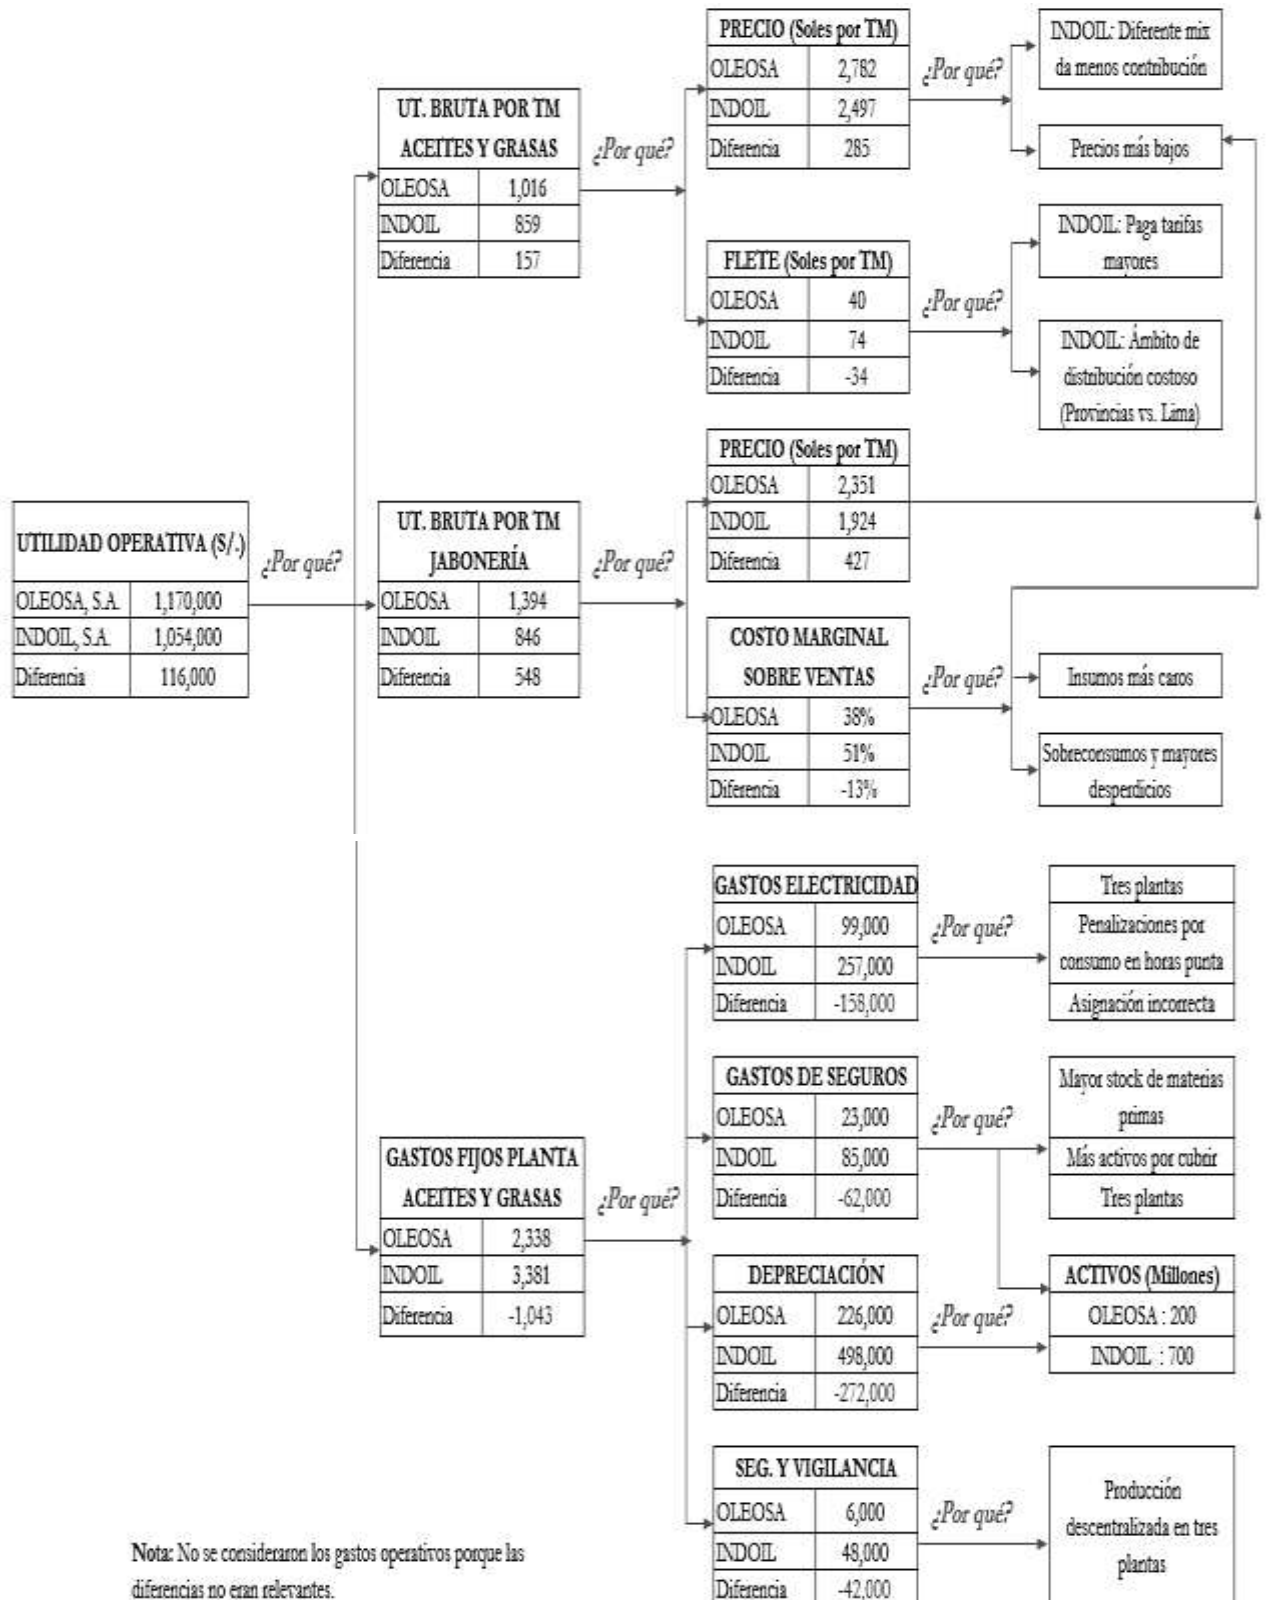 PRECIO (Soles por TM)
OLEOSA 2,782
INDOIL 2,497
Diferencia 285
¿Por qué?
INDOIL: Diferente mix
da menos contribución
Precios más bajos
UT. BRUTA POR TM
ACEITES Y GRASAS
OLEOSA 1,016
INDOIL 859
Diferencia 157
¿Por qué?
FLETE (Soles por TM)
OLEOSA 40
INDOIL 74
Diferencia -34
¿Por qué?
INDOIL: Paga tarifas
mayores
INDOIL: Ámbito de
distribución costoso
(Provincias vs. Lima)
UTILIDAD OPERATIVA (S/.)
OLEOSA, S.A. 1,170,000
INDOIL, S.A. 1,054,000
Diferencia 116,000
¿Por qué?
UT. BRUTA POR TM
JABONERÍA
OLEOSA 1,394
INDOIL 846
Diferencia 548
¿Por qué?
PRECIO (Soles por TM)
OLEOSA 2,351
INDOIL 1,924
Diferencia 427
COSTO MARGINAL
SOBRE VENTAS
OLEOSA 38%
INDOIL 51%
Diferencia -13%
¿Por qué?
Insumos más caros
Sobreconsumos y mayores
desperdicios
GASTOS FIJOS PLANTA
ACEITES Y GRASAS
OLEOSA 2,338
INDOIL 3,381
Diferencia -1,043
¿Por qué?
GASTOS ELECTRICIDAD
OLEOSA 99,000
INDOIL 257,000
Diferencia -158,000
¿Por qué?
Tres plantas
Penalizaciones por
consumo en horas punta
Asignación incorrecta
GASTOS DE SEGUROS
OLEOSA 23,000
INDOIL 85,000
Diferencia -62,000
¿Por qué?
Mayor stock de materias
primas
Más activos por cubrir
Tres plantas
DEPRECIACIÓN
OLEOSA 226,000
INDOIL 498,000
Diferencia -272,000
¿Por qué?
ACTIVOS (Millones)
OLEOSA : 200
INDOIL : 700
SEG. Y VIGILANCIA
OLEOSA 6,000
INDOIL 48,000
Diferencia -42,000
¿Por qué?
Producción
descentralizada en tres
plantas
Nota: No se consideraron los gastos operativos porque las
diferencias no eran relevantes.